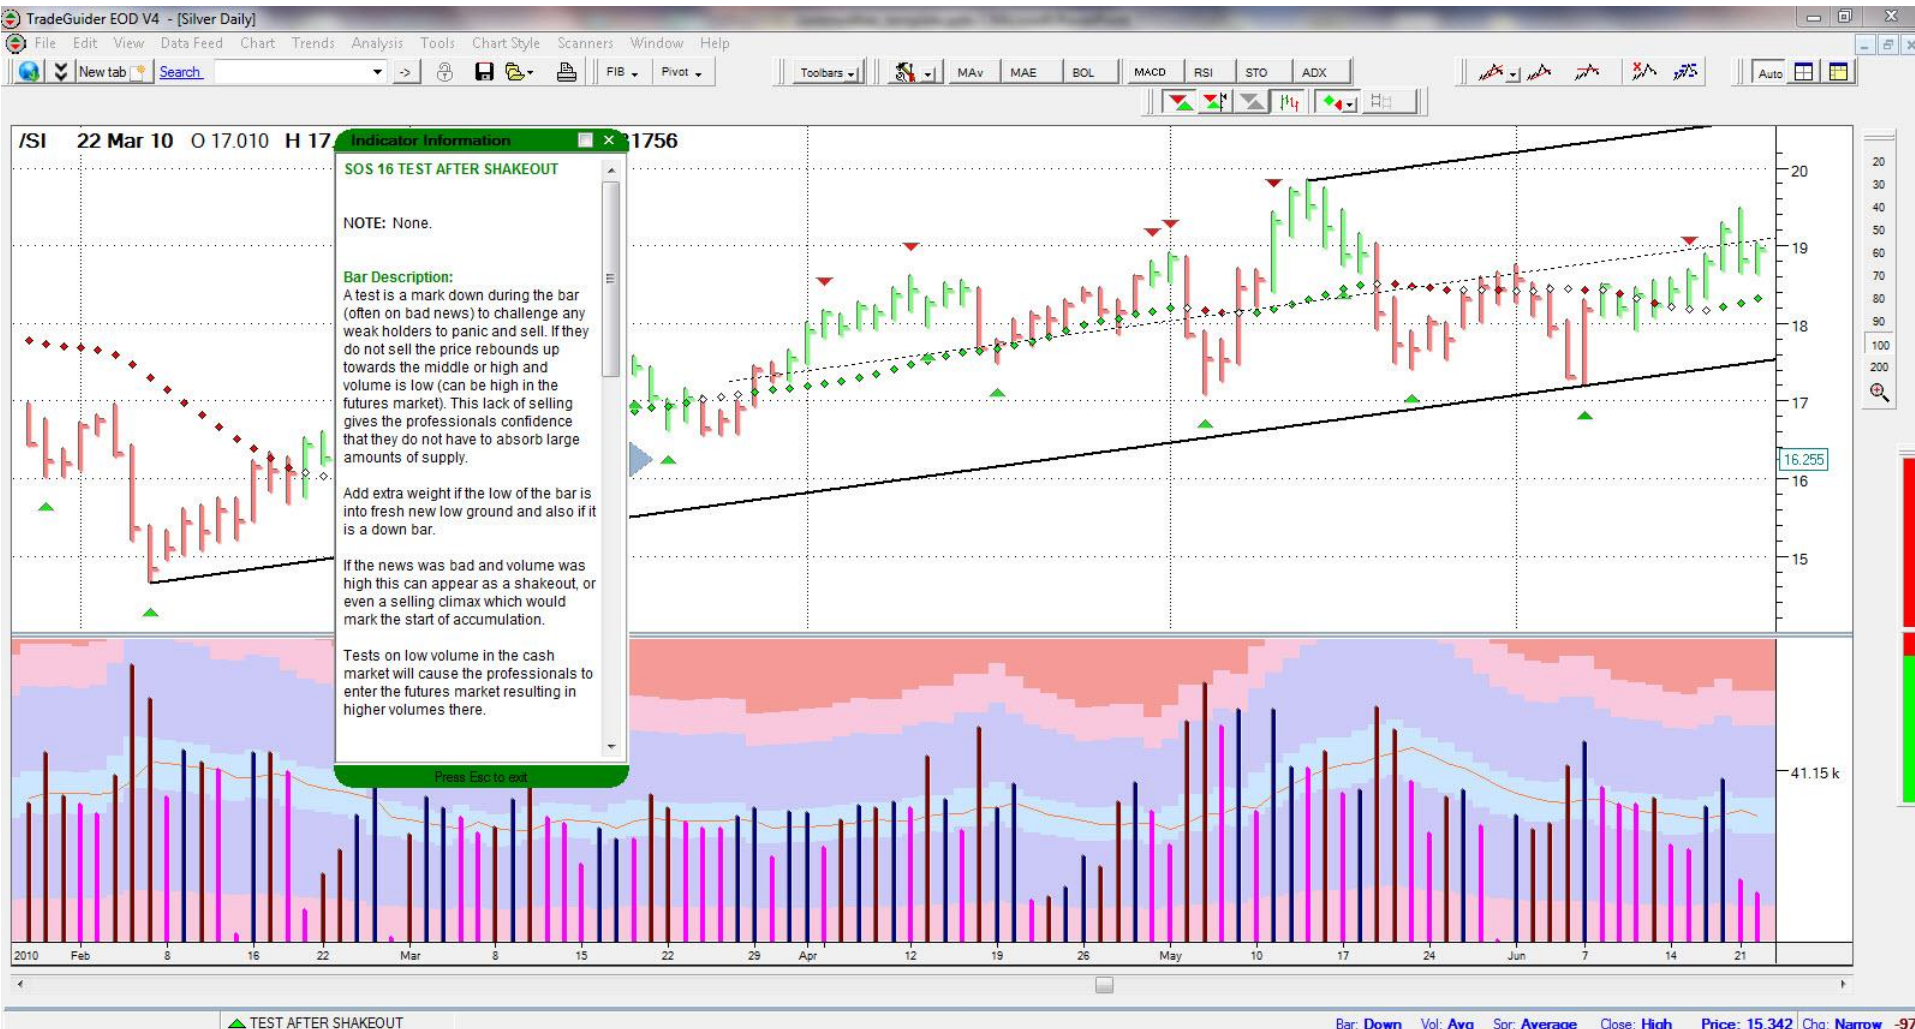 TradeGuider EOD V4 - [Silver Daily]
File Edit View Data Feed Chart Trends Analysis Tools Chart Style Scanners Window Help
New tab Search -> FIB Pivot Toolbars MAv MAE BOL MACD RSI STO ADX Auto
/SI 22 Mar 10 O 17.010 H 17. 1756
Indicator Information
SOS 16 TEST AFTER SHAKEOUT
NOTE: None.
Bar Description:
A test is a mark down during the bar
(often on bad news) to challenge any
weak holders to panic and sell. If they
do not sell the price rebounds up
towards the middle or high and
volume is low (can be high in the
futures market). This lack of selling
gives the professionals confidence
that they do not have to absorb large
amounts of supply.
Add extra weight if the low of the bar is
into fresh new low ground and also if it
is a down bar.
If the news was bad and volume was
high this can appear as a shakeout, or
even a selling climax which would
mark the start of accumulation.
Tests on low volume in the cash
market will cause the professionals to
enter the futures market resulting in
higher volumes there.
Press Esc to exit
20
19
18
17
16.255
16
15
41.15 k
20
30
40
50
60
70
80
90
100
200
2010 Feb 8 16 22 Mar 8 15 22 29 Apr 12 19 26 May 10 17 24 Jun 7 14 21
TEST AFTER SHAKEOUT
Bar: Down Vol: Avg Spr: Average Close: High Price: 15.342 Chg: Narrow -97